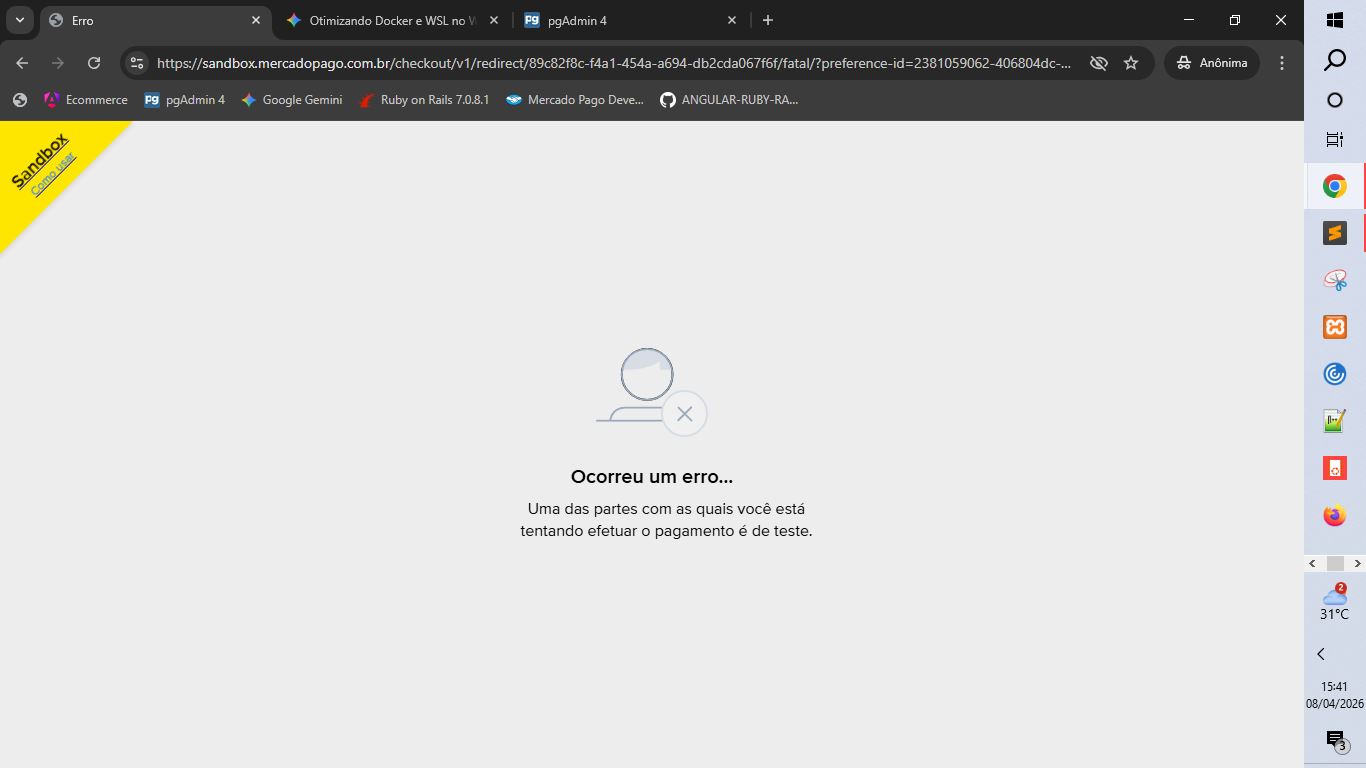 Erro
Otimizando Docker e WSL no W
pgAdmin 4
https://sandbox.mercadopago.com.br/checkout/v1/redirect/89c82f8c-f4a1-454a-a694-db2cda067f6f/fatal/?preference-id=2381059062-406804dc-...
Anônima
Ecommerce
pgAdmin 4
Google Gemini
Ruby on Rails 7.0.8.1
Mercado Pago Deve...
ANGULAR-RUBY-RA...
Sandbox
Como usar
Ocorreu um erro...
Uma das partes com as quais você está
tentando efetuar o pagamento é de teste.
2
31°C
15:41
08/04/2026
3